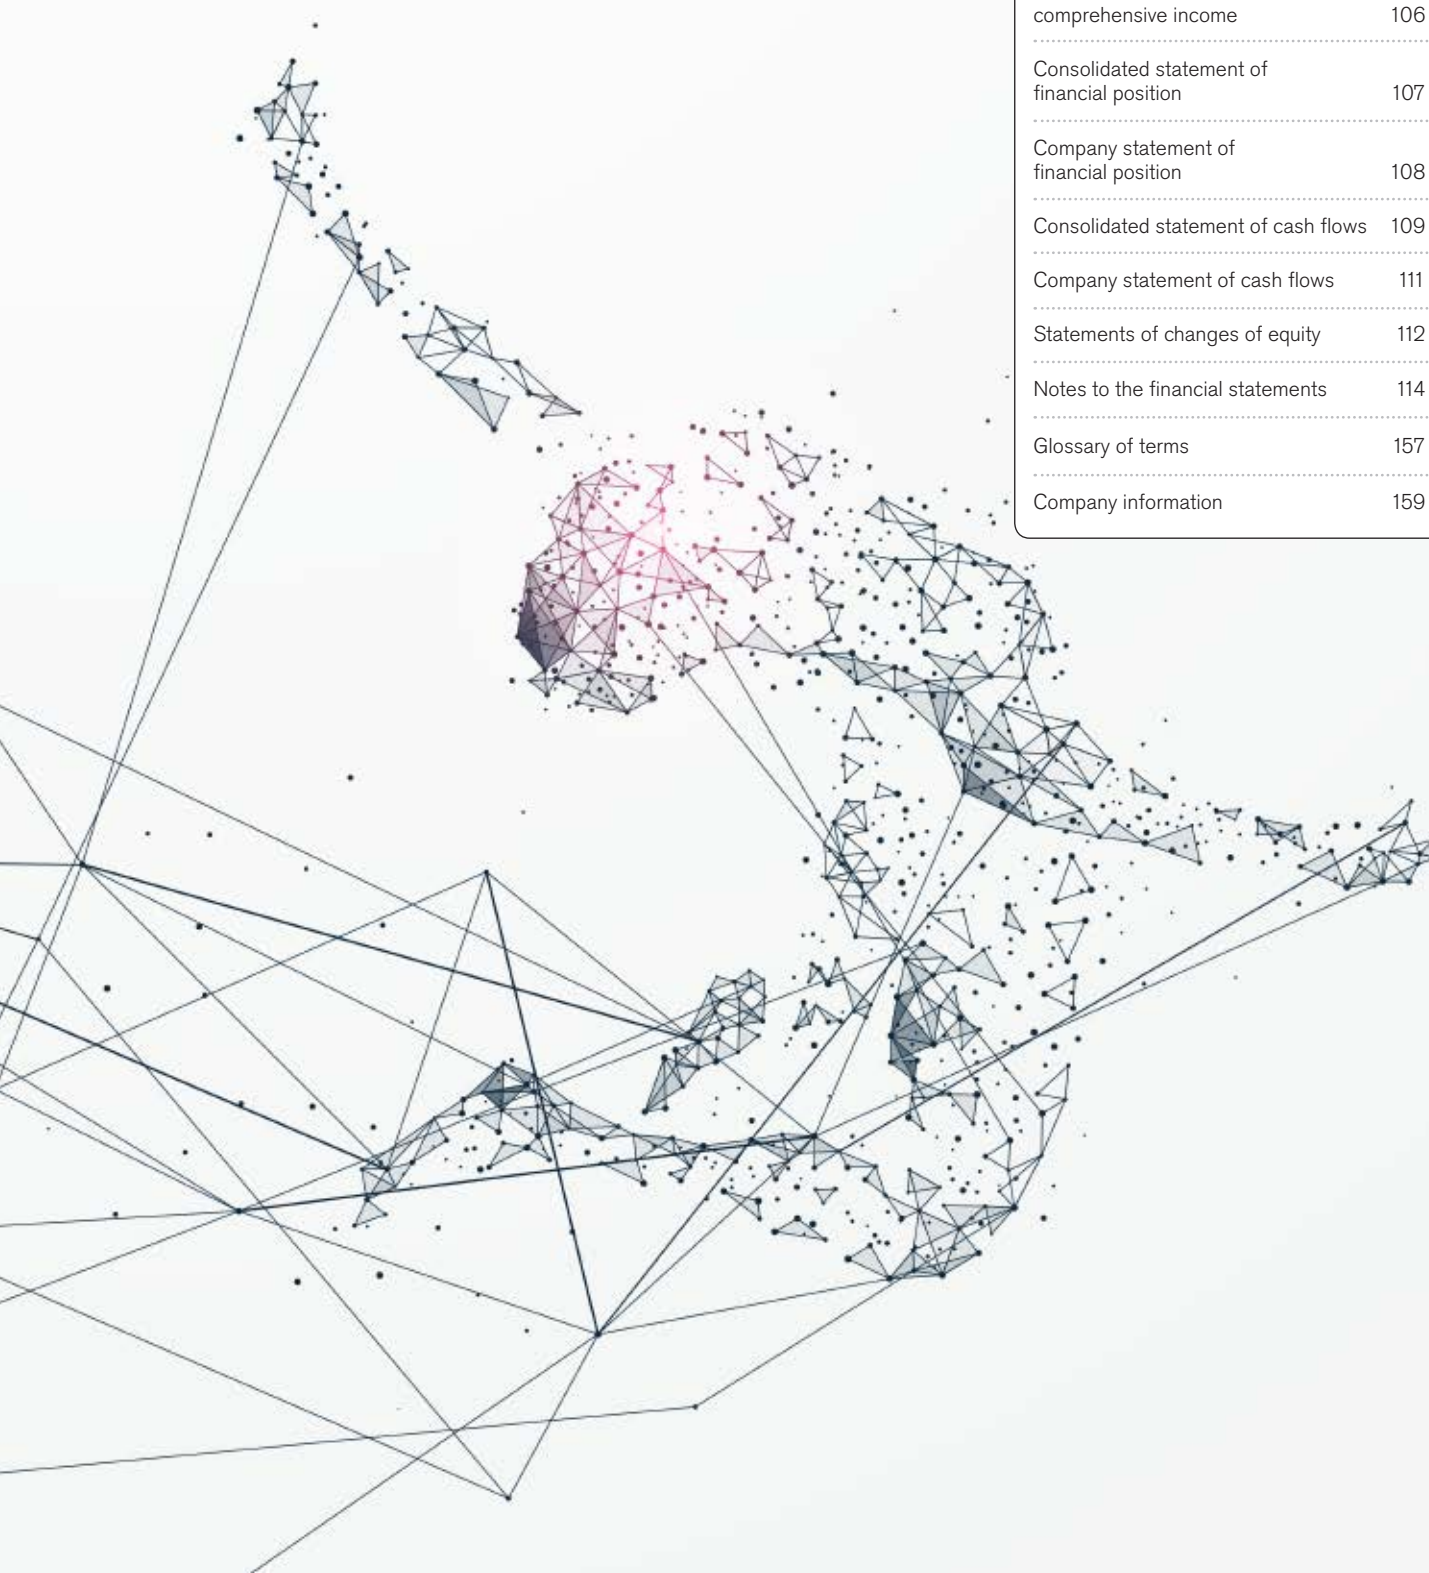 comprehensive income 106
Consolidated statement of
financial position 107
Company statement of
financial position 108
Consolidated statement of cash flows 109
Company statement of cash flows 111
Statements of changes of equity 112
Notes to the financial statements 114
Glossary of terms 157
Company information 159